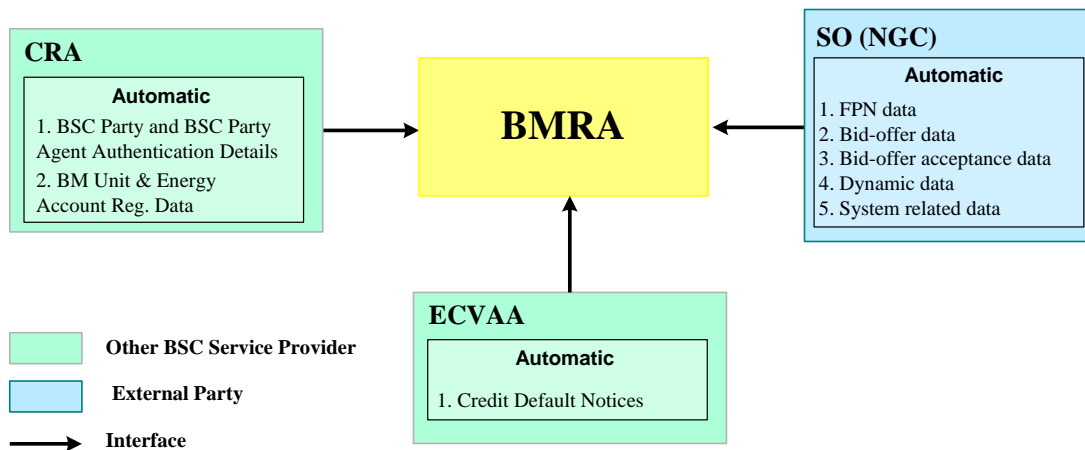 CRA
Automatic
1. BSC Party and BSC Party
Agent Authentication Details
2. BM Unit & Energy
Account Reg. Data
BMRA
SO (NGC)
Automatic
1. FPN data
2. Bid-offer data
3. Bid-offer acceptance data
4. Dynamic data
5. System related data
ECVAA
Automatic
1. Credit Default Notices
Other BSC Service Provider
External Party
Interface